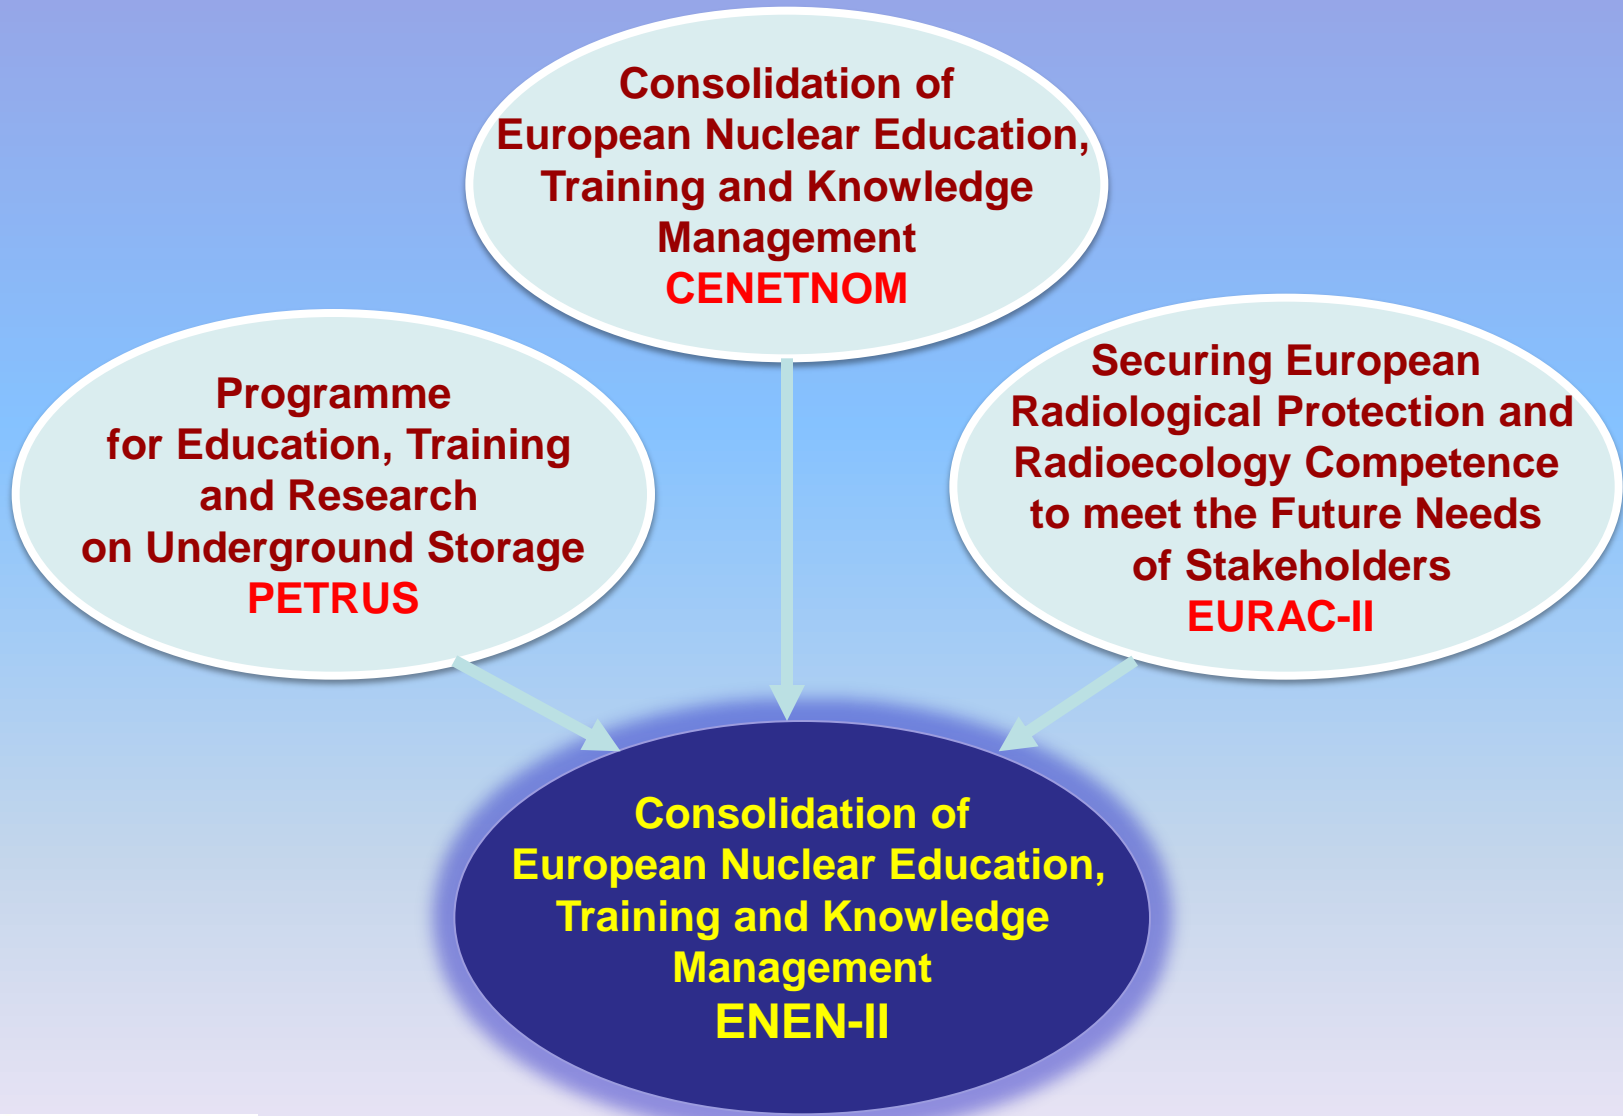 Consolidation of
European Nuclear Education,
Training and Knowledge
Management
CENETNOM
Programme
for Education, Training
and Research
on Underground Storage
PETRUS
Securing European
Radiological Protection and
Radioecology Competence
to meet the Future Needs
of Stakeholders
EURAC-II
Consolidation of
European Nuclear Education,
Training and Knowledge
Management
ENEN-II